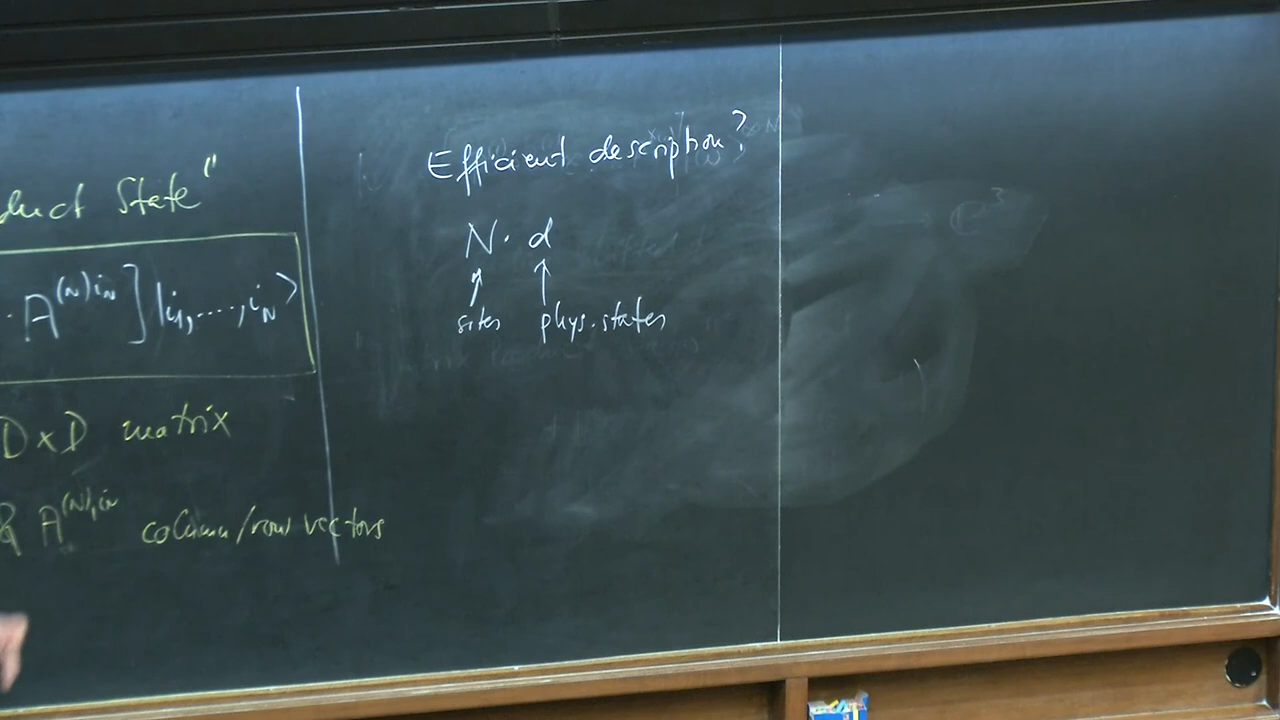 duct State"
· A^{(N) i_N} ] |i_1, ...., i_N>
D x D matrix
& A^{(N), i_N} column/row vectors
Efficient description?
N · d
↑ ↑
sites phys. states